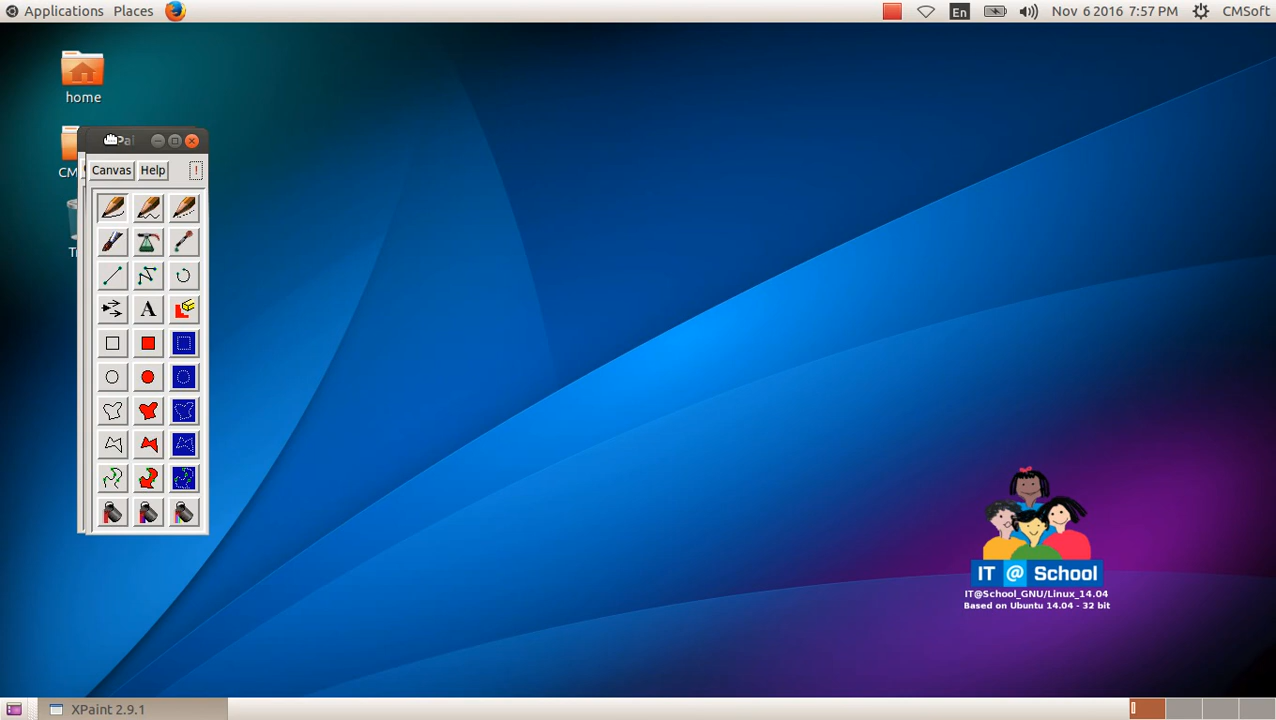 Applications Places En Nov 6 2016 7:57 PM CMSoft
home
Canvas Help !
A
IT @ School
IT@School_GNU/Linux_14.04
Based on Ubuntu 14.04 - 32 bit
XPaint 2.9.1